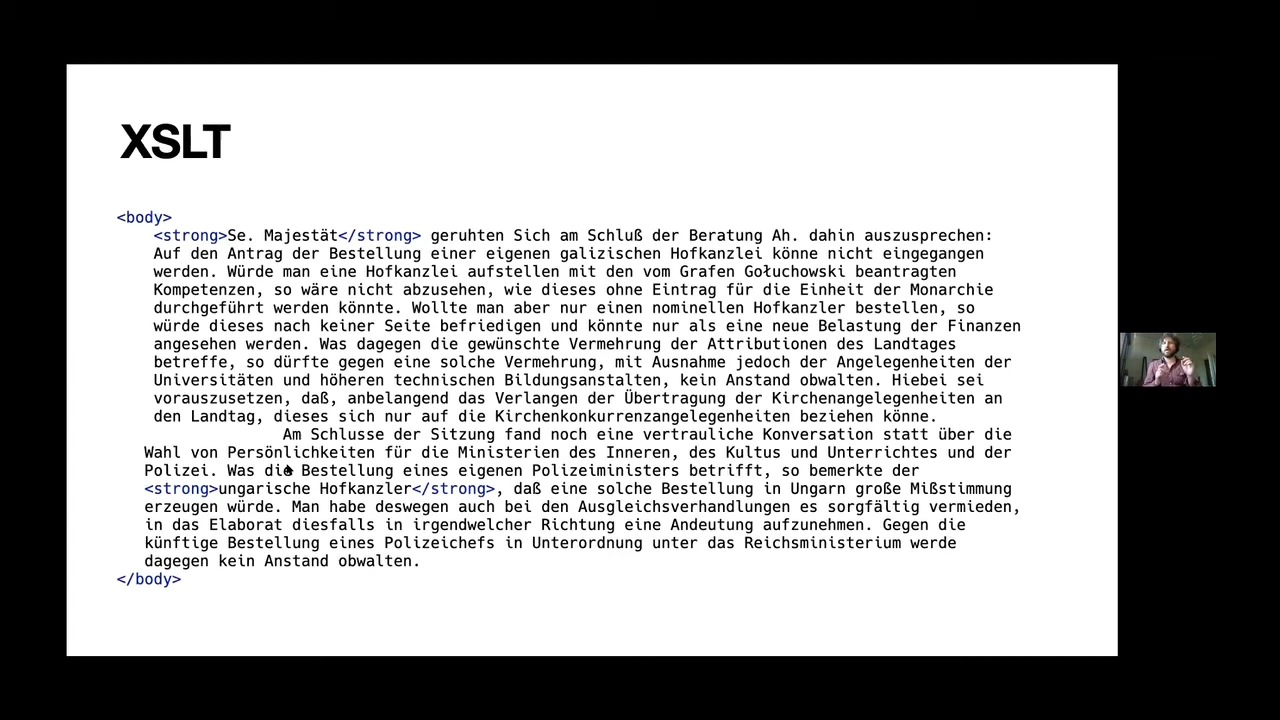 XSLT
<body>
<strong>Se. Majestät</strong> geruhten Sich am Schluß der Beratung Ah. dahin auszusprechen:
Auf den Antrag der Bestellung einer eigenen galizischen Hofkanzlei könne nicht eingegangen
werden. Würde man eine Hofkanzlei aufstellen mit den vom Grafen Gołuchowski beantragten
Kompetenzen, so wäre nicht abzusehen, wie dieses ohne Eintrag für die Einheit der Monarchie
durchgeführt werden könnte. Wollte man aber nur einen nominellen Hofkanzler bestellen, so
würde dieses nach keiner Seite befriedigen und könnte nur als eine neue Belastung der Finanzen
angesehen werden. Was dagegen die gewünschte Vermehrung der Attributionen des Landtages
betreffe, so dürfte gegen eine solche Vermehrung, mit Ausnahme jedoch der Angelegenheiten der
Universitäten und höheren technischen Bildungsanstalten, kein Anstand obwalten. Hiebei sei
vorauszusetzen, daß, anbelangend das Verlangen der Übertragung der Kirchenangelegenheiten an
den Landtag, dieses sich nur auf die Kirchenkonkurrenzangelegenheiten beziehen könne.
Am Schlusse der Sitzung fand noch eine vertrauliche Konversation statt über die
Wahl von Persönlichkeiten für die Ministerien des Inneren, des Kultus und Unterrichtes und der
Polizei. Was die Bestellung eines eigenen Polizeiministers betrifft, so bemerkte der
<strong>ungarische Hofkanzler</strong>, daß eine solche Bestellung in Ungarn große Mißstimmung
erzeugen würde. Man habe deswegen auch bei den Ausgleichsverhandlungen es sorgfältig vermieden,
in das Elaborat diesfalls in irgendwelcher Richtung eine Andeutung aufzunehmen. Gegen die
künftige Bestellung eines Polizeichefs in Unterordnung unter das Reichsministerium werde
dagegen kein Anstand obwalten.
</body>